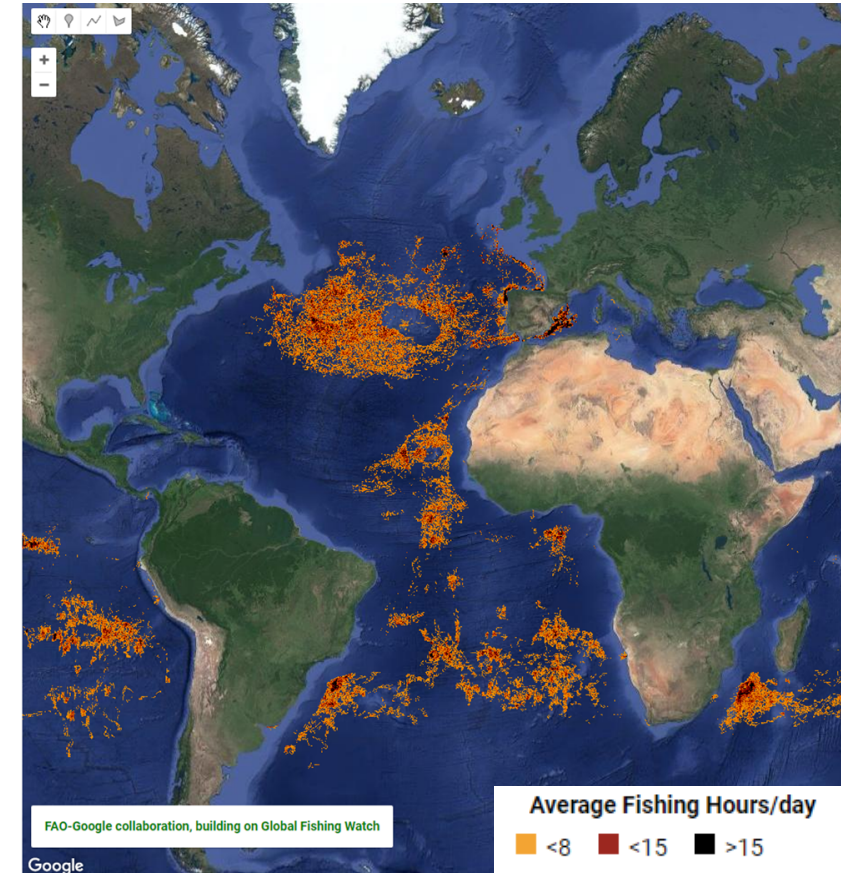 +
−
Average Fishing Hours/day
<8 <15 >15
FAO-Google collaboration, building on Global Fishing Watch
Google